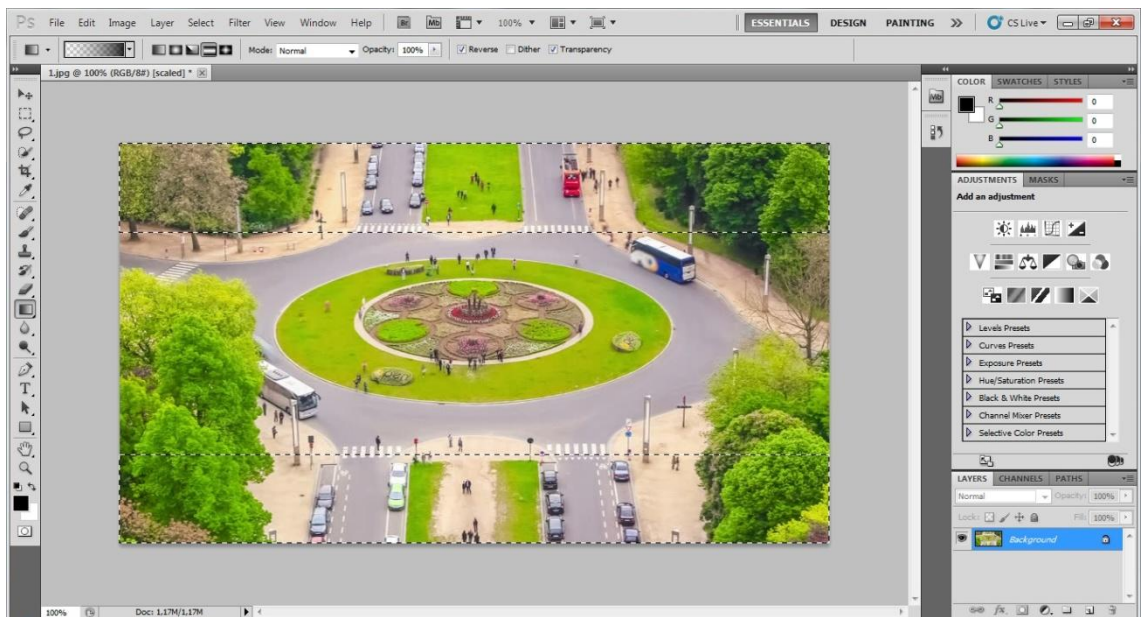 PS File Edit Image Layer Select Filter View Window Help Br Mb 100% ESSENTIALS DESIGN PAINTING >> CS Live
Mode: Normal Opacity: 100% Reverse Dither Transparency
1.jpg @ 100% (RGB/8#) [scaled] *
Mb
COLOR SWATCHES STYLES
R 0
G 0
B 0
ADJUSTMENTS MASKS
Add an adjustment
Levels Presets
Curves Presets
Exposure Presets
Hue/Saturation Presets
Black & White Presets
Channel Mixer Presets
Selective Color Presets
LAYERS CHANNELS PATHS
Normal Opacity: 100%
Lock: Fill: 100%
Background
100% Doc: 1,17M/1,17M